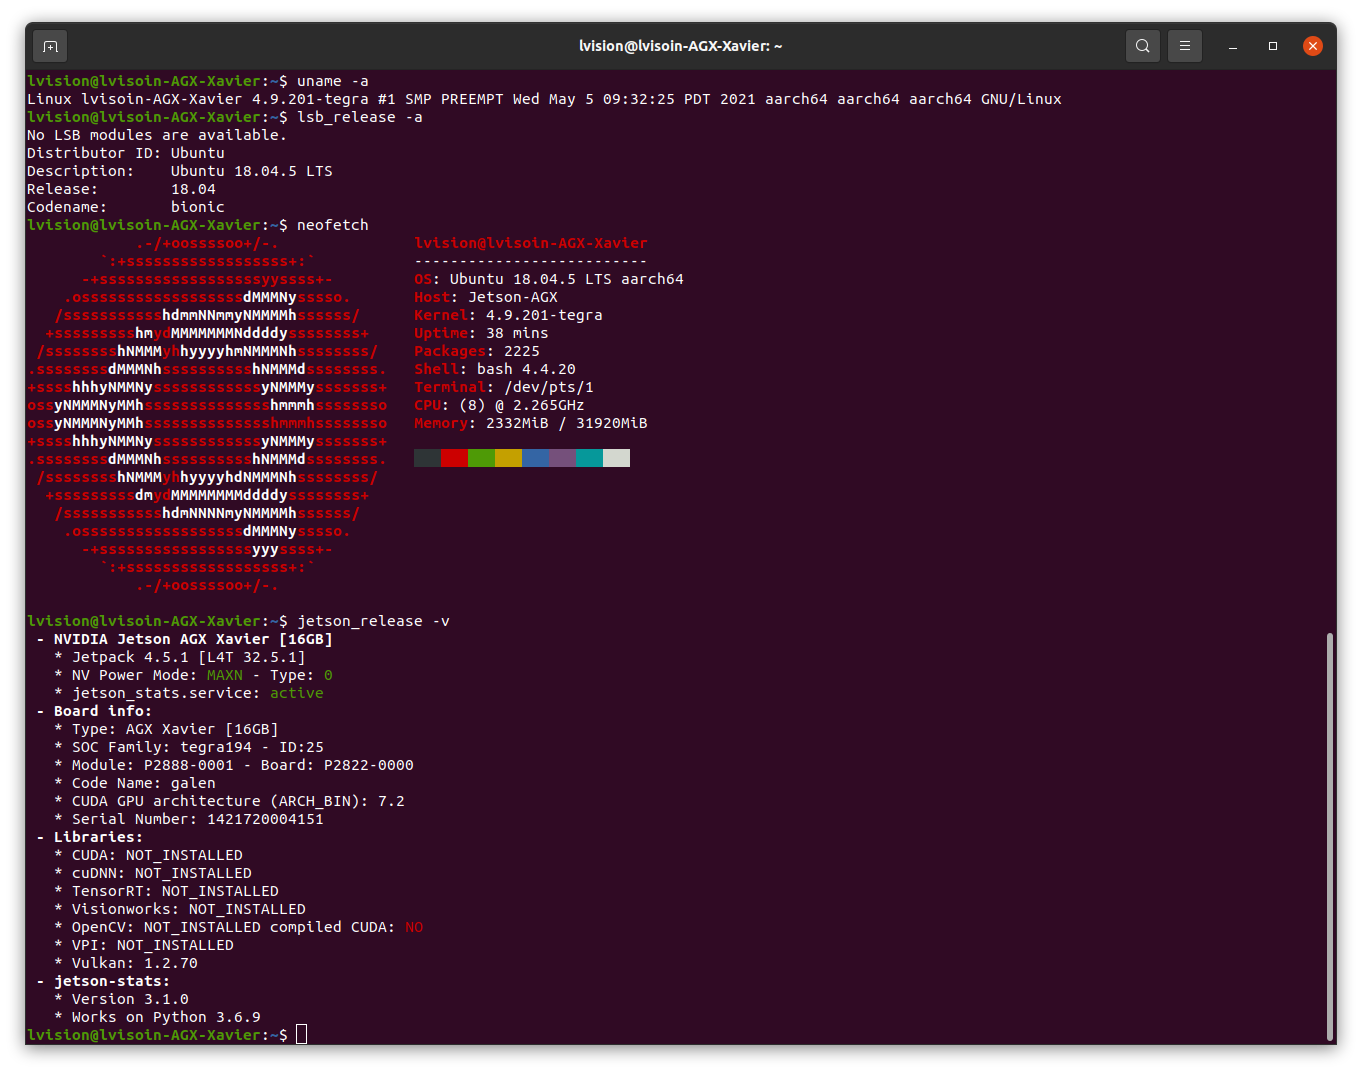 lvision@lvisoin-AGX-Xavier: ~
lvision@lvisoin-AGX-Xavier:~$ uname -a
Linux lvisoin-AGX-Xavier 4.9.201-tegra #1 SMP PREEMPT Wed May 5 09:32:25 PDT 2021 aarch64 aarch64 aarch64 GNU/Linux
lvision@lvisoin-AGX-Xavier:~$ lsb_release -a
No LSB modules are available.
Distributor ID: Ubuntu
Description:    Ubuntu 18.04.5 LTS
Release:        18.04
Codename:       bionic
lvision@lvisoin-AGX-Xavier:~$ neofetch
            .-/+oossssoo+/-.               lvision@lvisoin-AGX-Xavier
        `:+ssssssssssssssssss+:`           --------------------------
      -+ssssssssssssssssssyyssss+-         OS: Ubuntu 18.04.5 LTS aarch64
    .ossssssssssssssssssdMMMNysssso.       Host: Jetson-AGX
   /ssssssssssshdmmNNmmyNMMMMhssssss/      Kernel: 4.9.201-tegra
  +ssssssssshmydMMMMMMMNddddyssssssss+     Uptime: 38 mins
 /sssssssshNMMMyhhyyyyhmNMMMNhssssssss/    Packages: 2225
.ssssssssdMMMNhsssssssssshNMMMdssssssss.   Shell: bash 4.4.20
+sssshhhyNMMNyssssssssssssyNMMMysssssss+   Terminal: /dev/pts/1
ossyNMMMNyMMhsssssssssssssshmmmhssssssso   CPU: (8) @ 2.265GHz
ossyNMMMNyMMhsssssssssssssshmmmhssssssso   Memory: 2332MiB / 31920MiB
+sssshhhyNMMNyssssssssssssyNMMMysssssss+
.ssssssssdMMMNhsssssssssshNMMMdssssssss.
 /sssssssshNMMMyhhyyyyhdNMMMNhssssssss/
  +sssssssssdmydMMMMMMMMddddyssssssss+
   /ssssssssssshdmNNNNmyNMMMMhssssss/
    .ossssssssssssssssssdMMMNysssso.
      -+sssssssssssssssssyyyssss+-
        `:+ssssssssssssssssss+:`
            .-/+oossssoo+/-.
lvision@lvisoin-AGX-Xavier:~$ jetson_release -v
 - NVIDIA Jetson AGX Xavier [16GB]
   * Jetpack 4.5.1 [L4T 32.5.1]
   * NV Power Mode: MAXN - Type: 0
   * jetson_stats.service: active
 - Board info:
   * Type: AGX Xavier [16GB]
   * SOC Family: tegra194 - ID:25
   * Module: P2888-0001 - Board: P2822-0000
   * Code Name: galen
   * CUDA GPU architecture (ARCH_BIN): 7.2
   * Serial Number: 1421720004151
 - Libraries:
   * CUDA: NOT_INSTALLED
   * cuDNN: NOT_INSTALLED
   * TensorRT: NOT_INSTALLED
   * Visionworks: NOT_INSTALLED
   * OpenCV: NOT_INSTALLED compiled CUDA: NO
   * VPI: NOT_INSTALLED
   * Vulkan: 1.2.70
 - jetson-stats:
   * Version 3.1.0
   * Works on Python 3.6.9
lvision@lvisoin-AGX-Xavier:~$